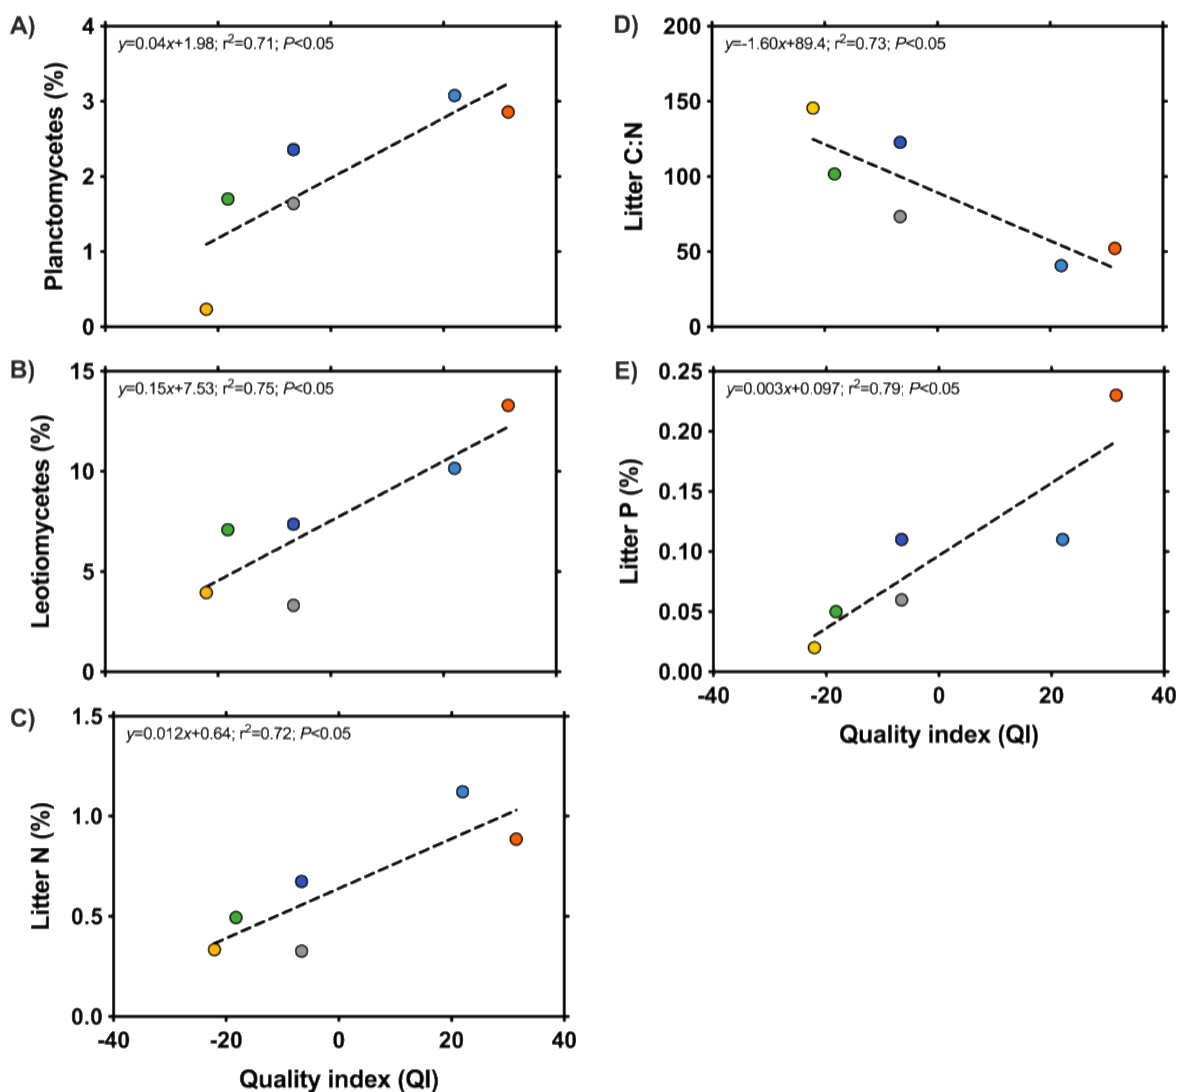 A)
y=0.04x+1.98; r²=0.71; P<0.05
Planctomycetes (%)
4
3
2
1
0
B)
y=0.15x+7.53; r²=0.75; P<0.05
Leotiomycetes (%)
15
10
5
0
C)
y=0.012x+0.64; r²=0.72; P<0.05
Litter N (%)
1.5
1.0
0.5
0.0
-40 -20 0 20 40
Quality index (QI)
D)
y=-1.60x+89.4; r²=0.73; P<0.05
Litter C:N
200
150
100
50
0
E)
y=0.003x+0.097; r²=0.79; P<0.05
Litter P (%)
0.25
0.20
0.15
0.10
0.05
0.00
-40 -20 0 20 40
Quality index (QI)